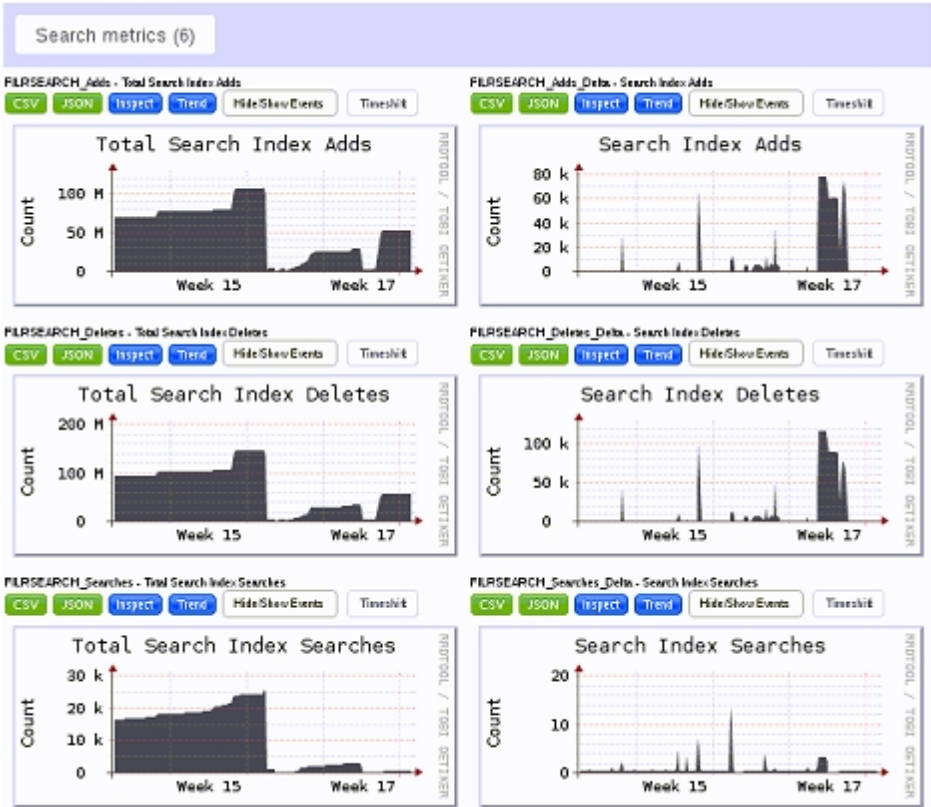 Search metrics (6)
FILRSEARCH_Adds - Total Search Index Adds
CSV JSON Inspect Trend Hide/Show Events Timeshift
Total Search Index Adds
RRDTOOL / TOBI OETIKER
Count
100 M
50 M
0
Week 15 Week 17
FILRSEARCH_Adds_Delta - Search Index Adds
CSV JSON Inspect Trend Hide/Show Events Timeshift
Search Index Adds
RRDTOOL / TOBI OETIKER
Count
80 k
60 k
40 k
20 k
0
Week 15 Week 17
FILRSEARCH_Deletes - Total Search Index Deletes
CSV JSON Inspect Trend Hide/Show Events Timeshift
Total Search Index Deletes
RRDTOOL / TOBI OETIKER
Count
200 M
100 M
0
Week 15 Week 17
FILRSEARCH_Deletes_Delta - Search Index Deletes
CSV JSON Inspect Trend Hide/Show Events Timeshift
Search Index Deletes
RRDTOOL / TOBI OETIKER
Count
100 k
50 k
0
Week 15 Week 17
FILRSEARCH_Searches - Total Search Index Searches
CSV JSON Inspect Trend Hide/Show Events Timeshift
Total Search Index Searches
RRDTOOL / TOBI OETIKER
Count
30 k
20 k
10 k
0
Week 15 Week 17
FILRSEARCH_Searches_Delta - Search Index Searches
CSV JSON Inspect Trend Hide/Show Events Timeshift
Search Index Searches
RRDTOOL / TOBI OETIKER
Count
20
10
0
Week 15 Week 17